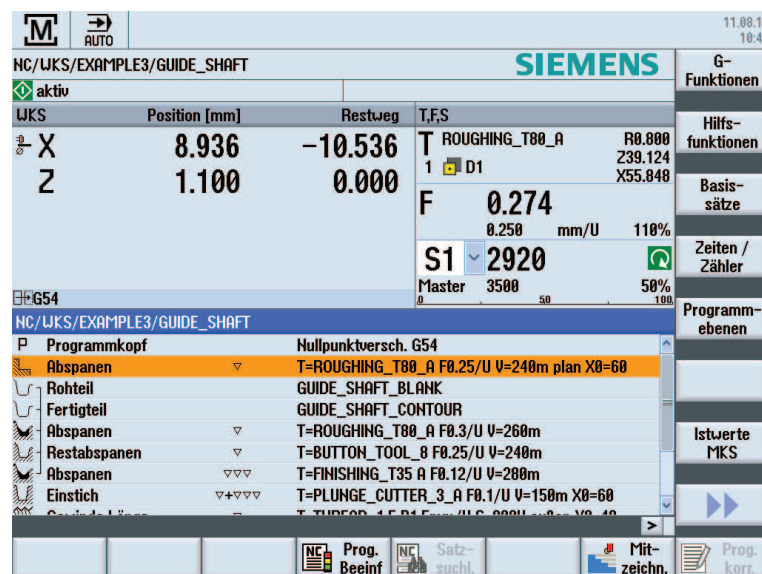 M AUTO
11.08.1
10:4
NC/WKS/EXAMPLE3/GUIDE_SHAFT
SIEMENS
aktiv
WKS Position [mm] Restweg
X 8.936 -10.536
Z 1.100 0.000
G54
T,F,S
T ROUGHING_T80_A R0.800
1 D1 Z39.124
X55.848
F 0.274
0.250 mm/U 110%
S1 2920
Master 3500 50%
0 50 100
NC/WKS/EXAMPLE3/GUIDE_SHAFT
P Programmkopf Nullpunktversch. G54
Abspanen ▽ T=ROUGHING_T80_A F0.25/U V=240m plan X0=60
Rohteil GUIDE_SHAFT_BLANK
Fertigteil GUIDE_SHAFT_CONTOUR
Abspanen ▽ T=ROUGHING_T80_A F0.3/U V=260m
Restabspanen ▽ T=BUTTON_TOOL_8 F0.25/U V=240m
Abspanen ▽▽▽ T=FINISHING_T35 A F0.12/U V=280m
Einstich ▽+▽▽▽ T=PLUNGE_CUTTER_3_A F0.1/U V=150m X0=60
G-
Funktionen
Hilfs-
funktionen
Basis-
sätze
Zeiten /
Zähler
Programm-
ebenen
Istwerte
MKS
NC Prog.
Beeinf
NC Satz-
suchl.
Mit-
zeichn.
Prog.
korr.